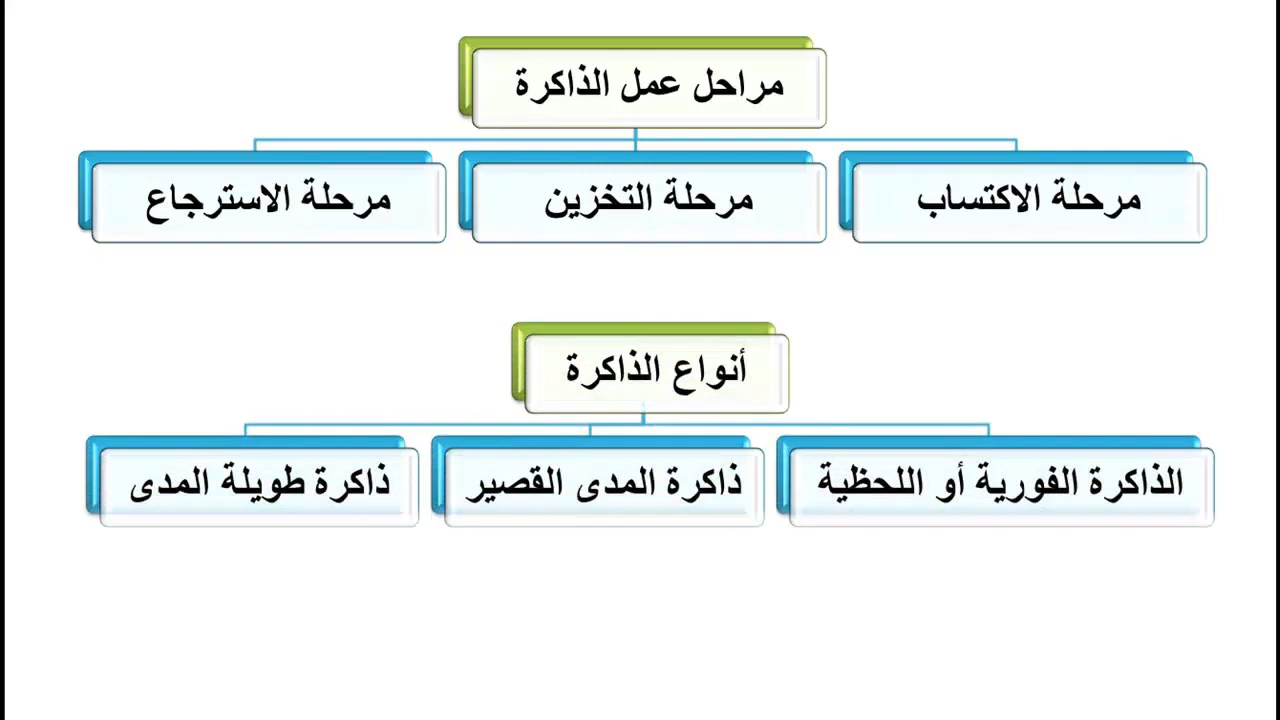 مراحل عمل الذاكرة
مرحلة الاكتساب
مرحلة التخزين
مرحلة الاسترجاع
أنواع الذاكرة
الذاكرة الفورية أو اللحظية
ذاكرة المدى القصير
ذاكرة طويلة المدى